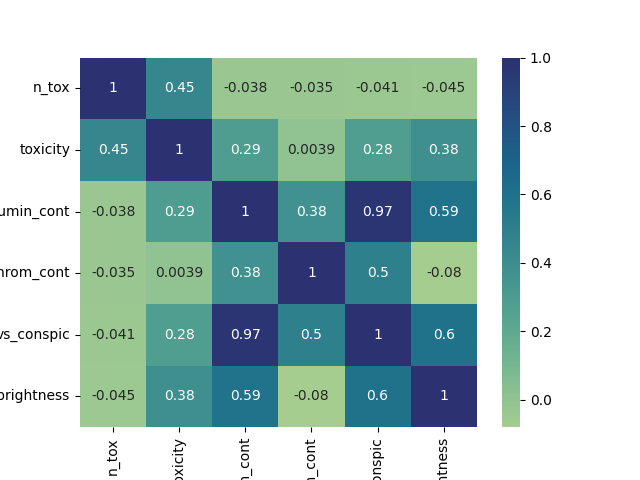 n_tox 1 0.45 -0.038 -0.035 -0.041 -0.045
toxicity 0.45 1 0.29 0.0039 0.28 0.38
umin_cont -0.038 0.29 1 0.38 0.97 0.59
hrom_cont -0.035 0.0039 0.38 1 0.5 -0.08
vs_conspic -0.041 0.28 0.97 0.5 1 0.6
brightness -0.045 0.38 0.59 -0.08 0.6 1
n_tox oxicity n_cont n_cont onspic ntness
1.0
0.8
0.6
0.4
0.2
0.0